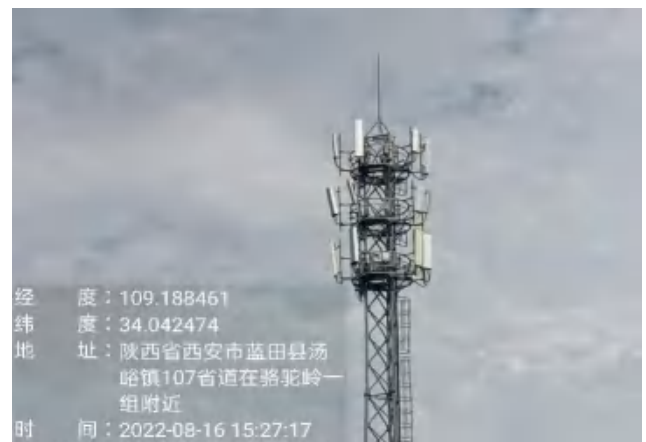 经 度：109.188461
纬 度：34.042474
地 址：陕西省西安市蓝田县汤
峪镇107省道在骆驼岭一
组附近
时 间：2022-08-16 15:27:17